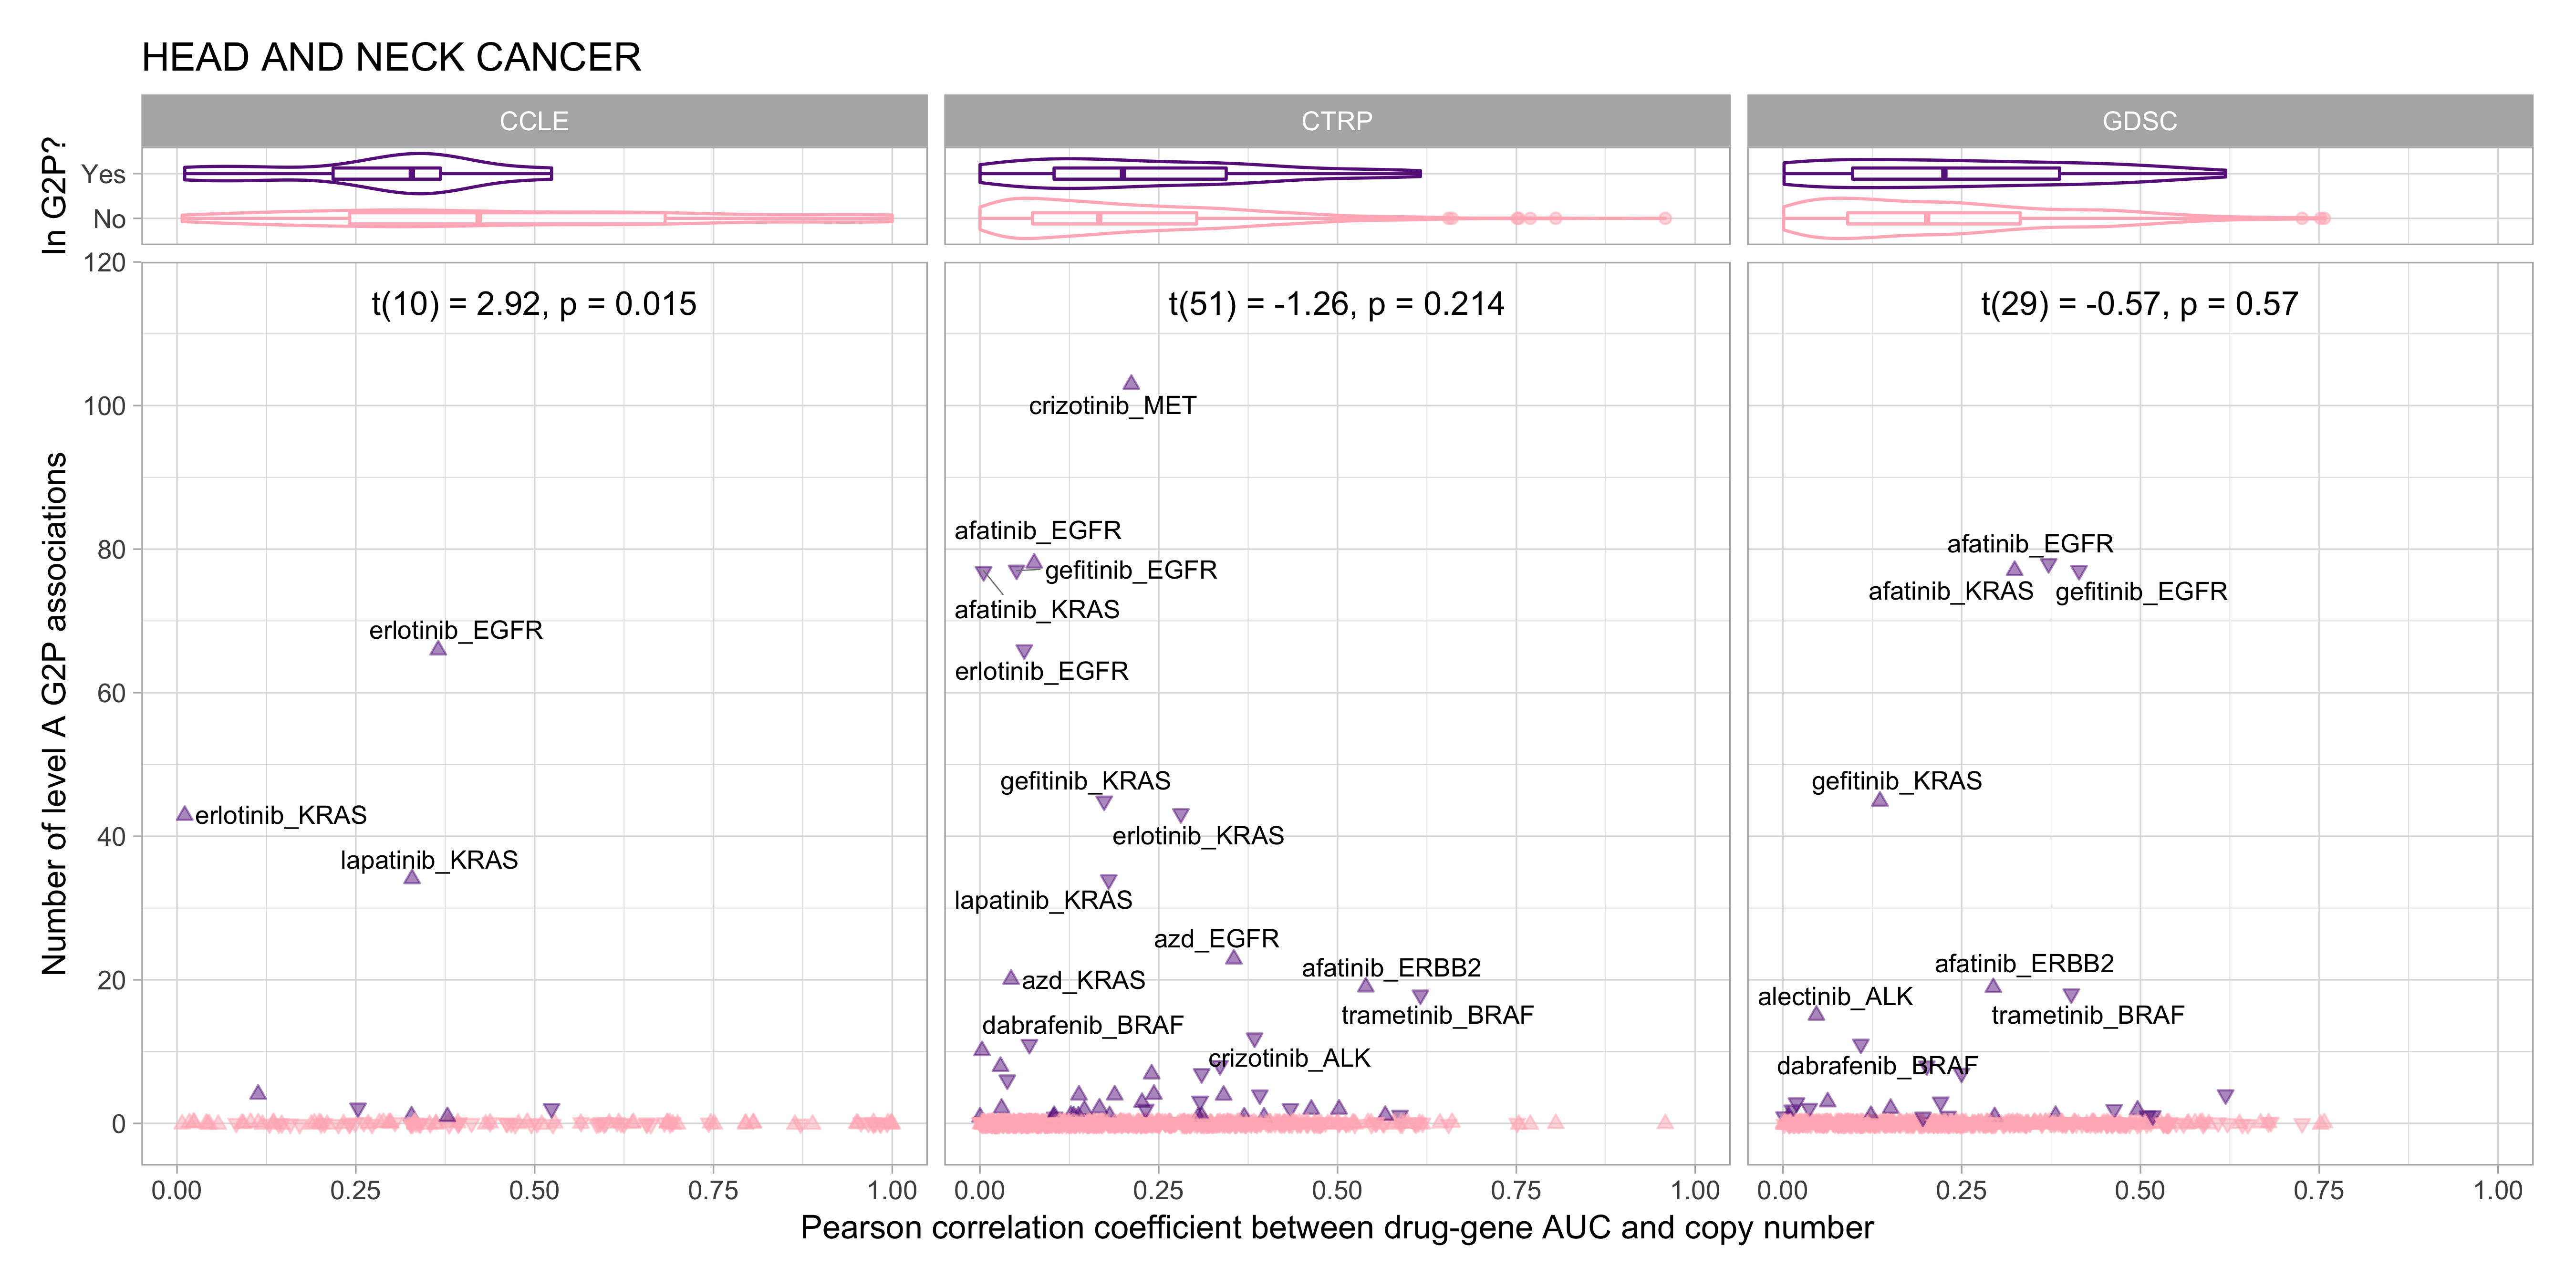 HEAD AND NECK CANCER
CCLE
CTRP
GDSC
In G2P?
Yes
No
Number of level A G2P associations
120
100
80
60
40
20
0
t(10) = 2.92, p = 0.015
erlotinib_EGFR
erlotinib_KRAS
lapatinib_KRAS
0.00 0.25 0.50 0.75 1.00
t(51) = -1.26, p = 0.214
crizotinib_MET
afatinib_EGFR
gefitinib_EGFR
afatinib_KRAS
erlotinib_EGFR
gefitinib_KRAS
erlotinib_KRAS
lapatinib_KRAS
azd_EGFR
afatinib_ERBB2
azd_KRAS
trametinib_BRAF
dabrafenib_BRAF
crizotinib_ALK
0.00 0.25 0.50 0.75 1.00
t(29) = -0.57, p = 0.57
afatinib_EGFR
afatinib_KRAS
gefitinib_EGFR
gefitinib_KRAS
afatinib_ERBB2
alectinib_ALK
trametinib_BRAF
dabrafenib_BRAF
0.00 0.25 0.50 0.75 1.00
Pearson correlation coefficient between drug-gene AUC and copy number